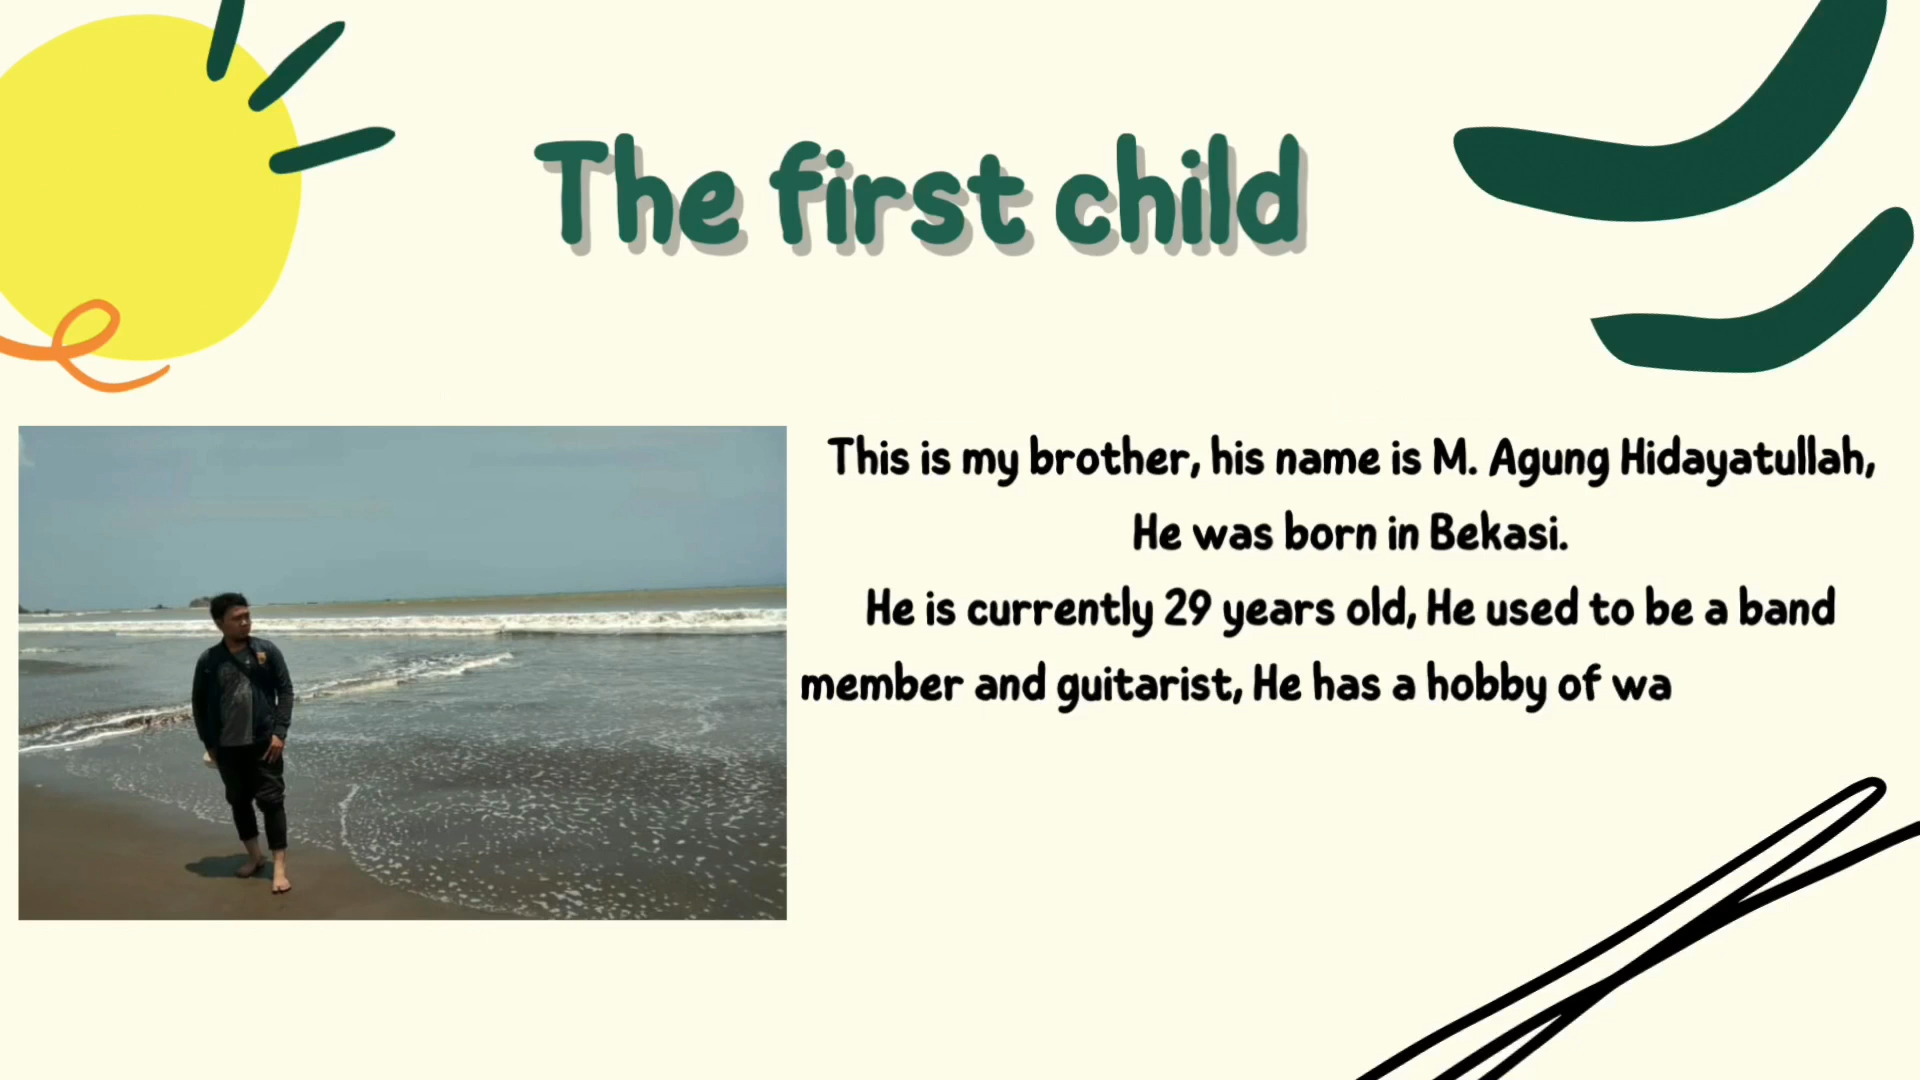 The first child
This is my brother, his name is M. Agung Hidayatullah,
He was born in Bekasi.
He is currently 29 years old, He used to be a band
member and guitarist, He has a hobby of wa